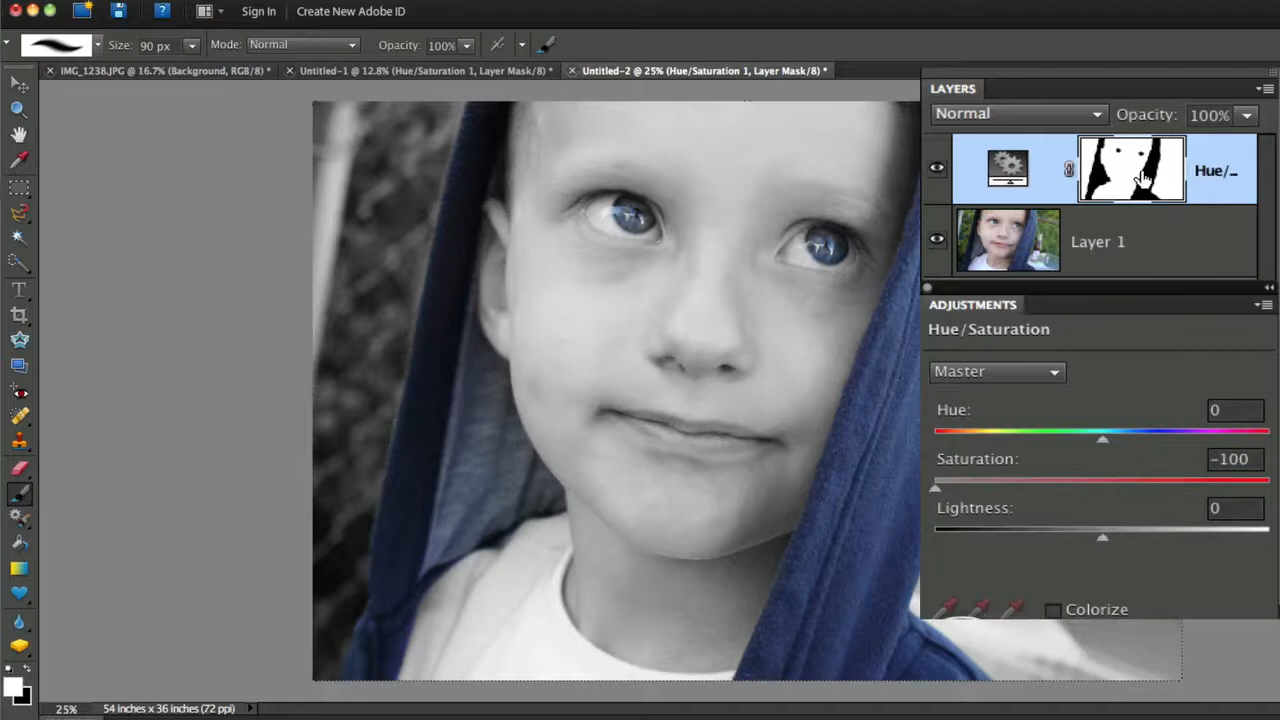 Sign In Create New Adobe ID
Size: 90 px Mode: Normal Opacity: 100%
IMG_1238.JPG @ 16.7% (Background, RGB/8) * Untitled-1 @ 12.8% (Hue/Saturation 1, Layer Mask/8) * Untitled-2 @ 25% (Hue/Saturation 1, Layer Mask/8) *
LAYERS
Normal Opacity: 100%
Hue/...
Layer 1
ADJUSTMENTS
Hue/Saturation
Master
Hue: 0
Saturation: -100
Lightness: 0
Colorize
25% 54 inches x 36 inches (72 ppi)